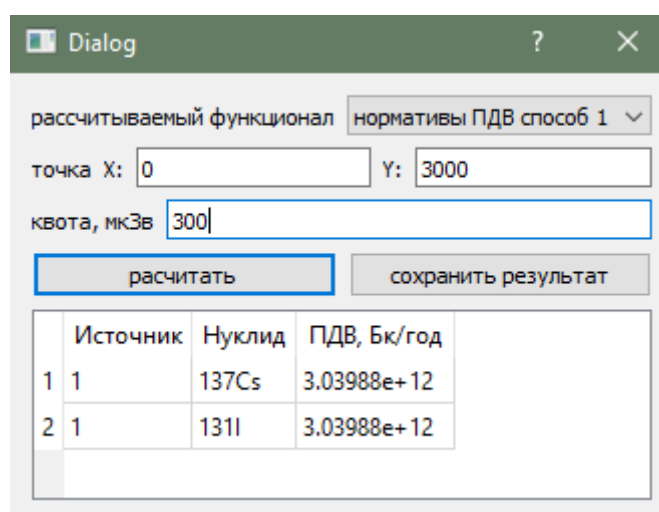 Dialog ? ×
рассчитываемый функционал нормативы ПДВ способ 1
точка X: 0 Y: 3000
квота, мкЗв 300
расчитать сохранить результат
Источник Нуклид ПДВ, Бк/год
1 1 137Cs 3.03988e+12
2 1 131I 3.03988e+12